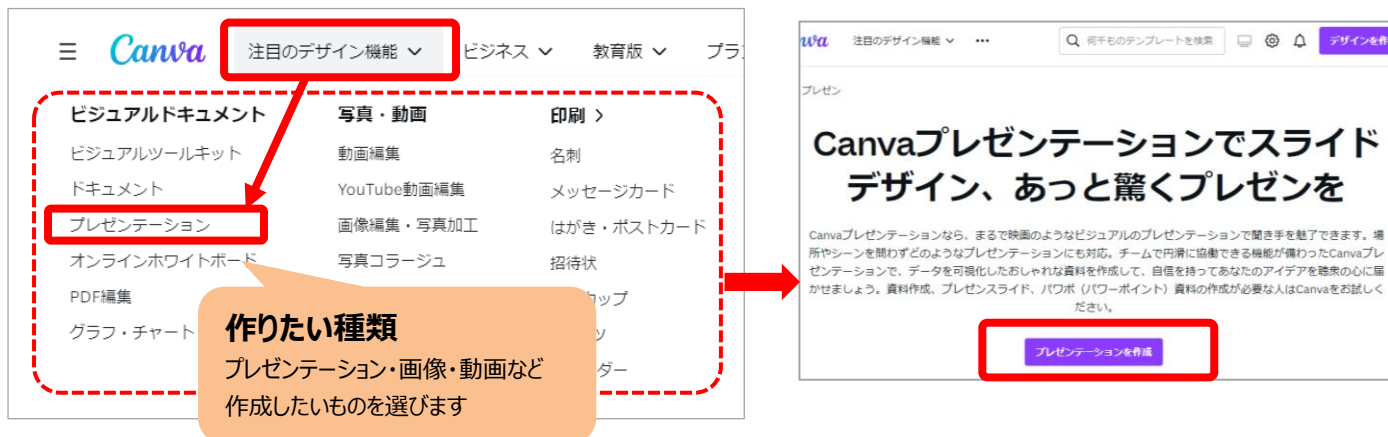 Canva 注目のデザイン機能 ビジネス 教育版
ビジュアルドキュメント
ビジュアルツールキット
ドキュメント
プレゼンテーション
オンラインホワイトボード
PDF編集
グラフ・チャート
写真・動画
動画編集
YouTube動画編集
画像編集・写真加工
写真コラージュ
印刷 >
名刺
メッセージカード
はがき・ポストカード
招待状
作りたい種類
プレゼンテーション・画像・動画など
作成したいものを選びます
注目のデザイン機能 ••• 何千ものテンプレートを検索 デザインを作
プレゼン
Canvaプレゼンテーションでスライド
デザイン、あっと驚くプレゼンを
Canvaプレゼンテーションなら、まるで映画のようなビジュアルのプレゼンテーションで聞き手を魅了できます。場
所やシーンを問わずどのようなプレゼンテーションにも対応。チームで円滑に協働できる機能が備わったCanvaプレ
ゼンテーションで、データを可視化したおしゃれな資料を作成して、自信を持ってあなたのアイデアを聴衆の心に届
かせましょう。資料作成、プレゼンスライド、パワポ（パワーポイント）資料の作成が必要な人はCanvaをお試しく
ださい。
プレゼンテーションを作成